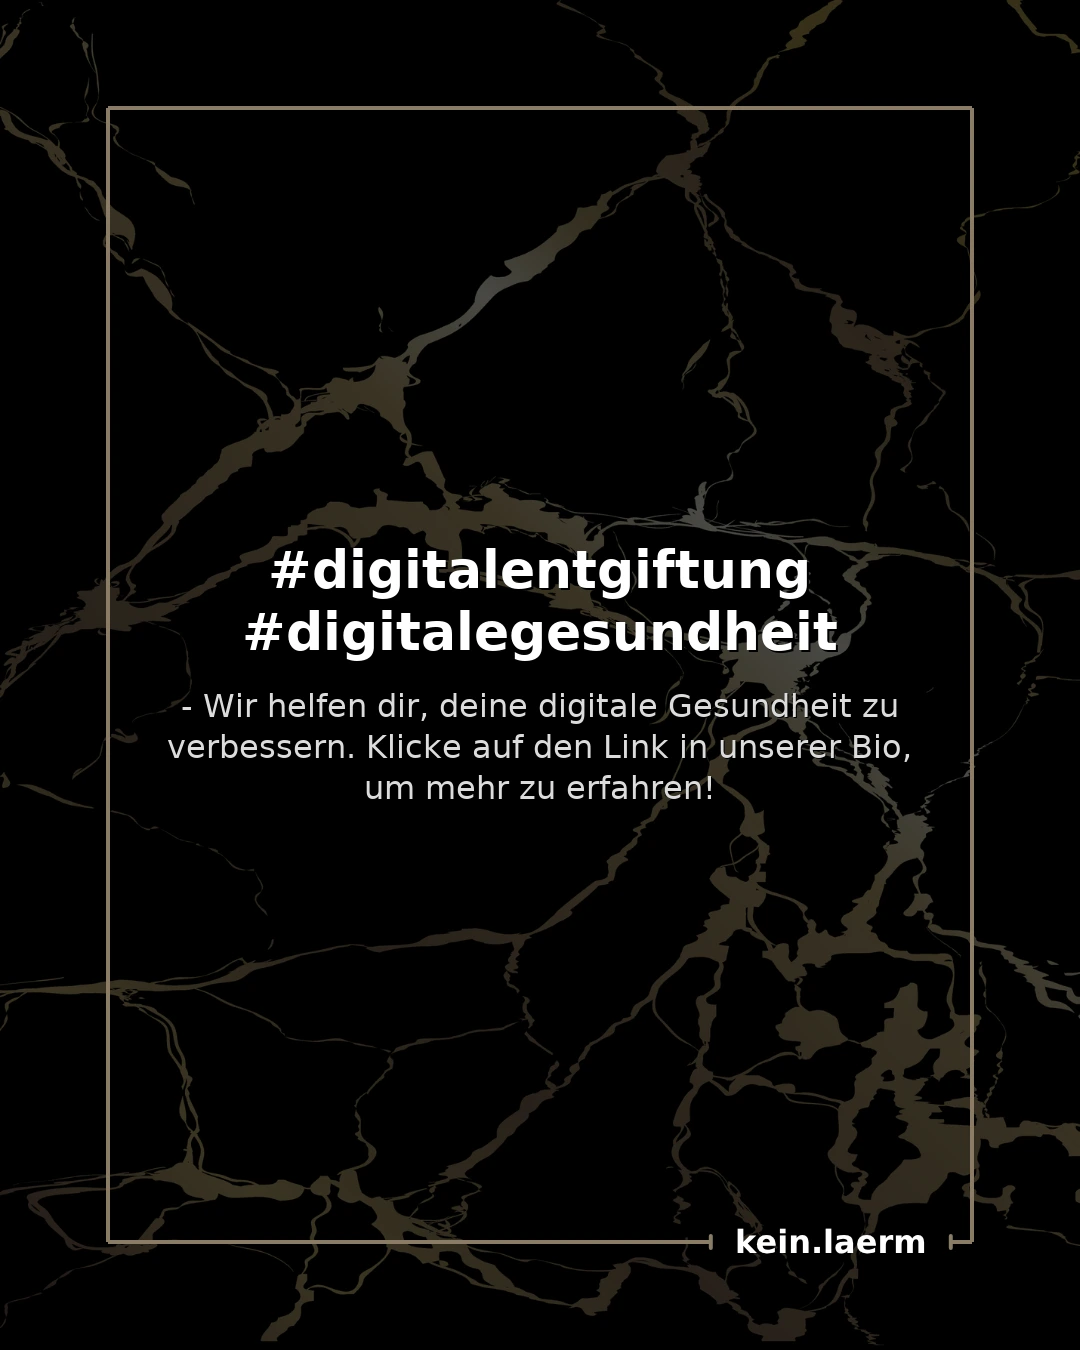 #digitalentgiftung
#digitalegesundheit
- Wir helfen dir, deine digitale Gesundheit zu
verbessern. Klicke auf den Link in unserer Bio,
um mehr zu erfahren!
kein.laerm